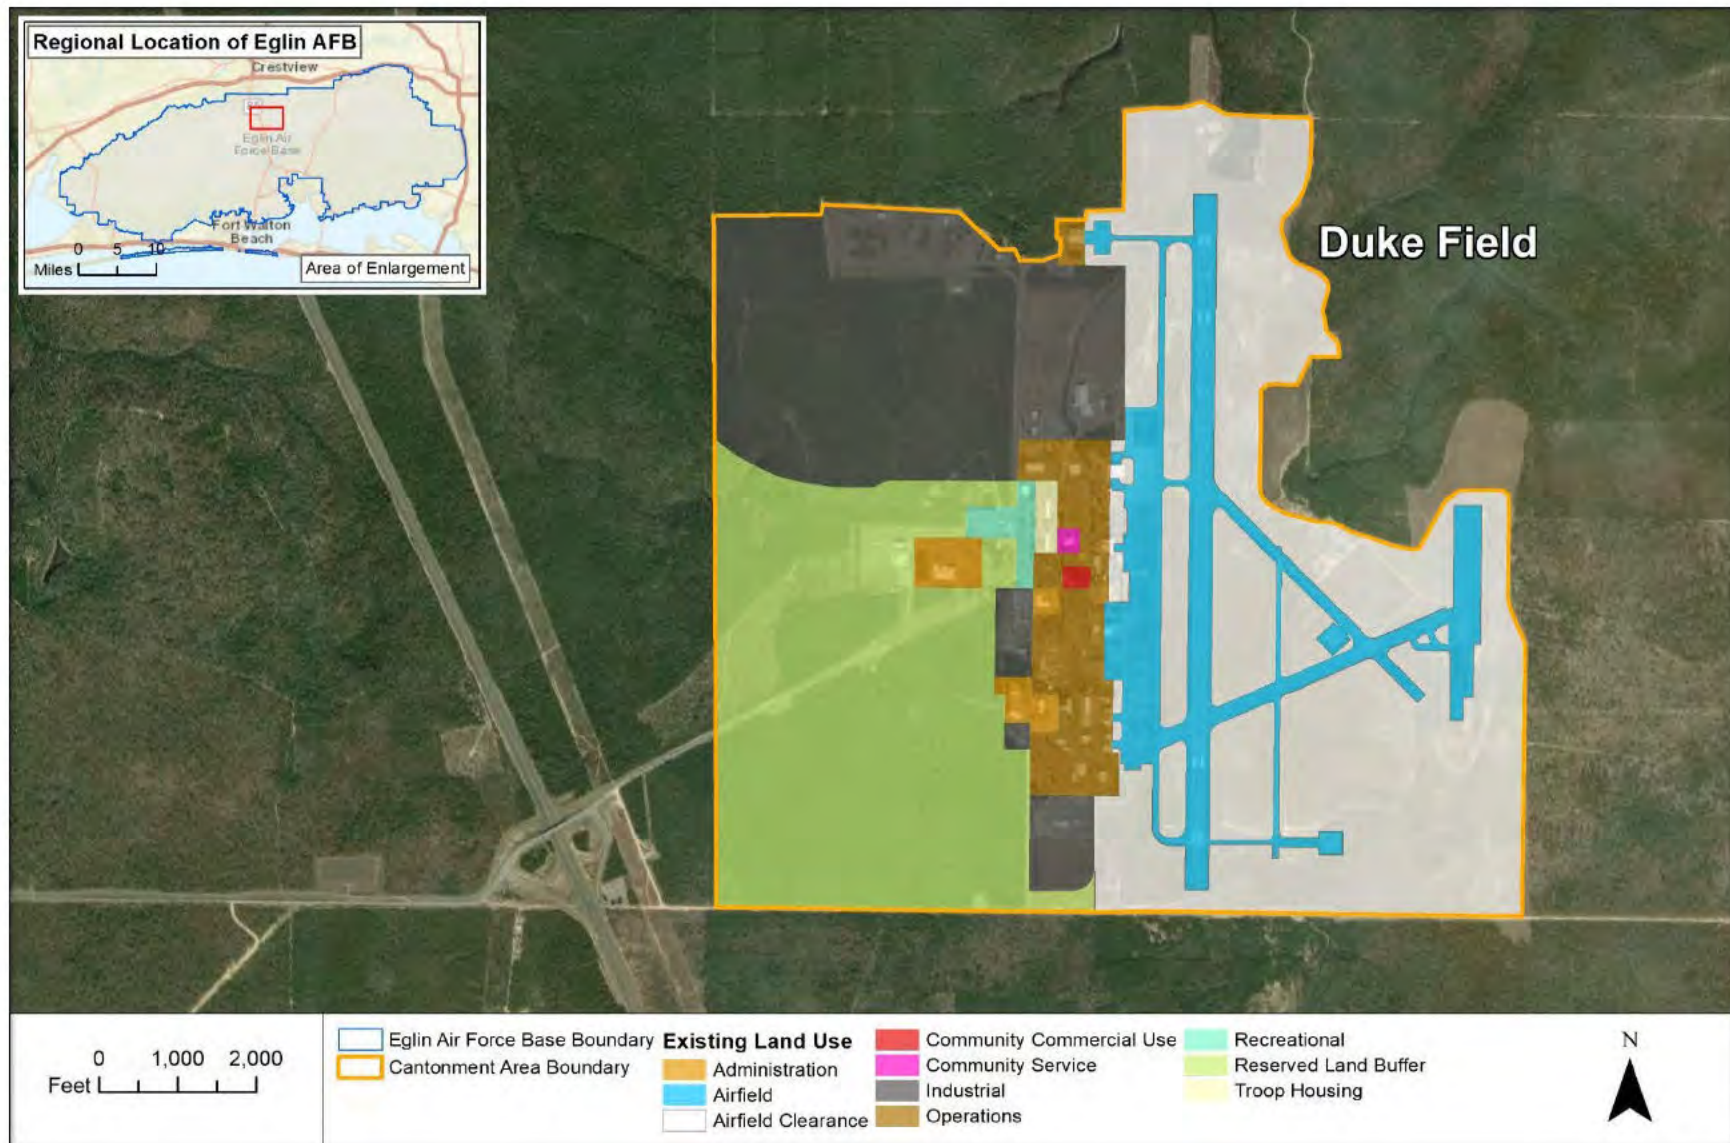 Regional Location of Eglin AFB
Crestview
Eglin Air
Force Base
Fort Walton
Beach
0 5 10
Miles
Area of Enlargement
Duke Field
0 1,000 2,000
Feet
Eglin Air Force Base Boundary
Cantonment Area Boundary
Existing Land Use
Administration
Airfield
Airfield Clearance
Community Commercial Use
Community Service
Industrial
Operations
Recreational
Reserved Land Buffer
Troop Housing
N